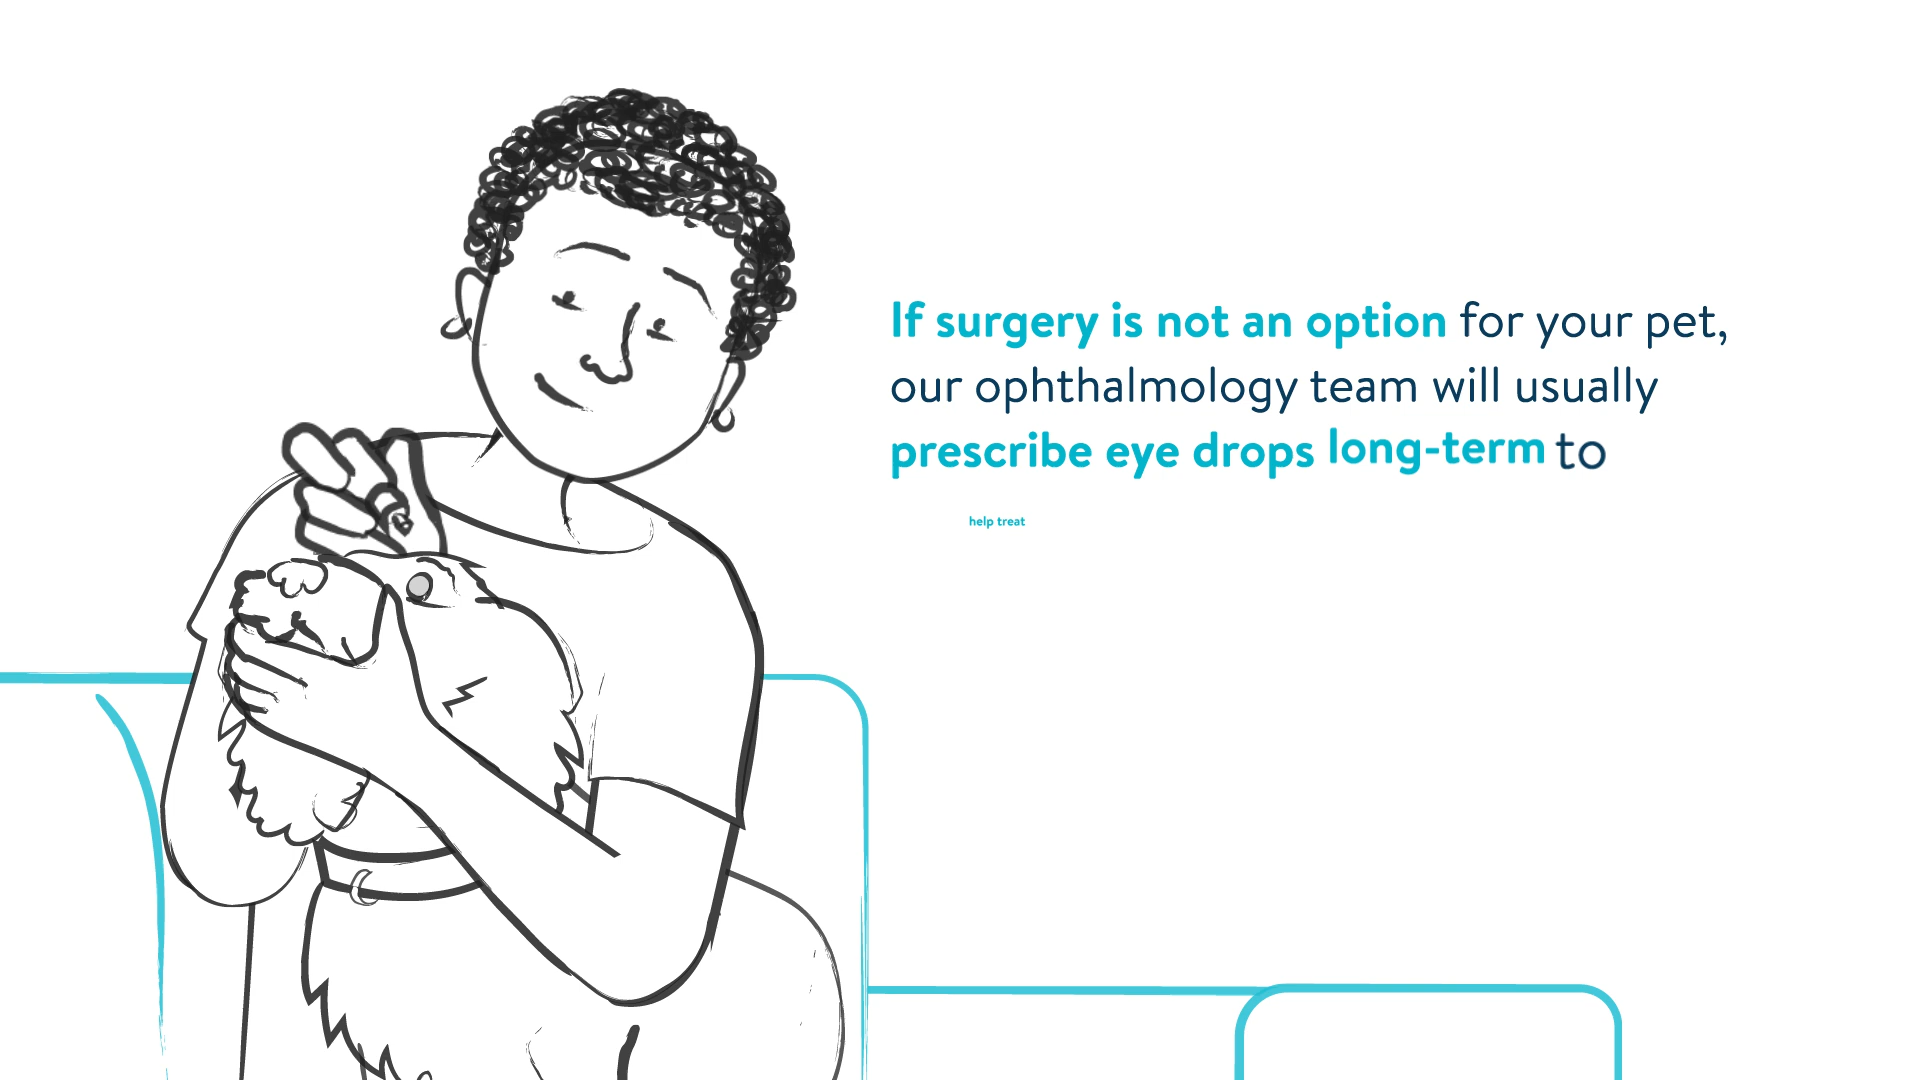 If surgery is not an option for your pet,
our ophthalmology team will usually
prescribe eye drops long-term to
help treat